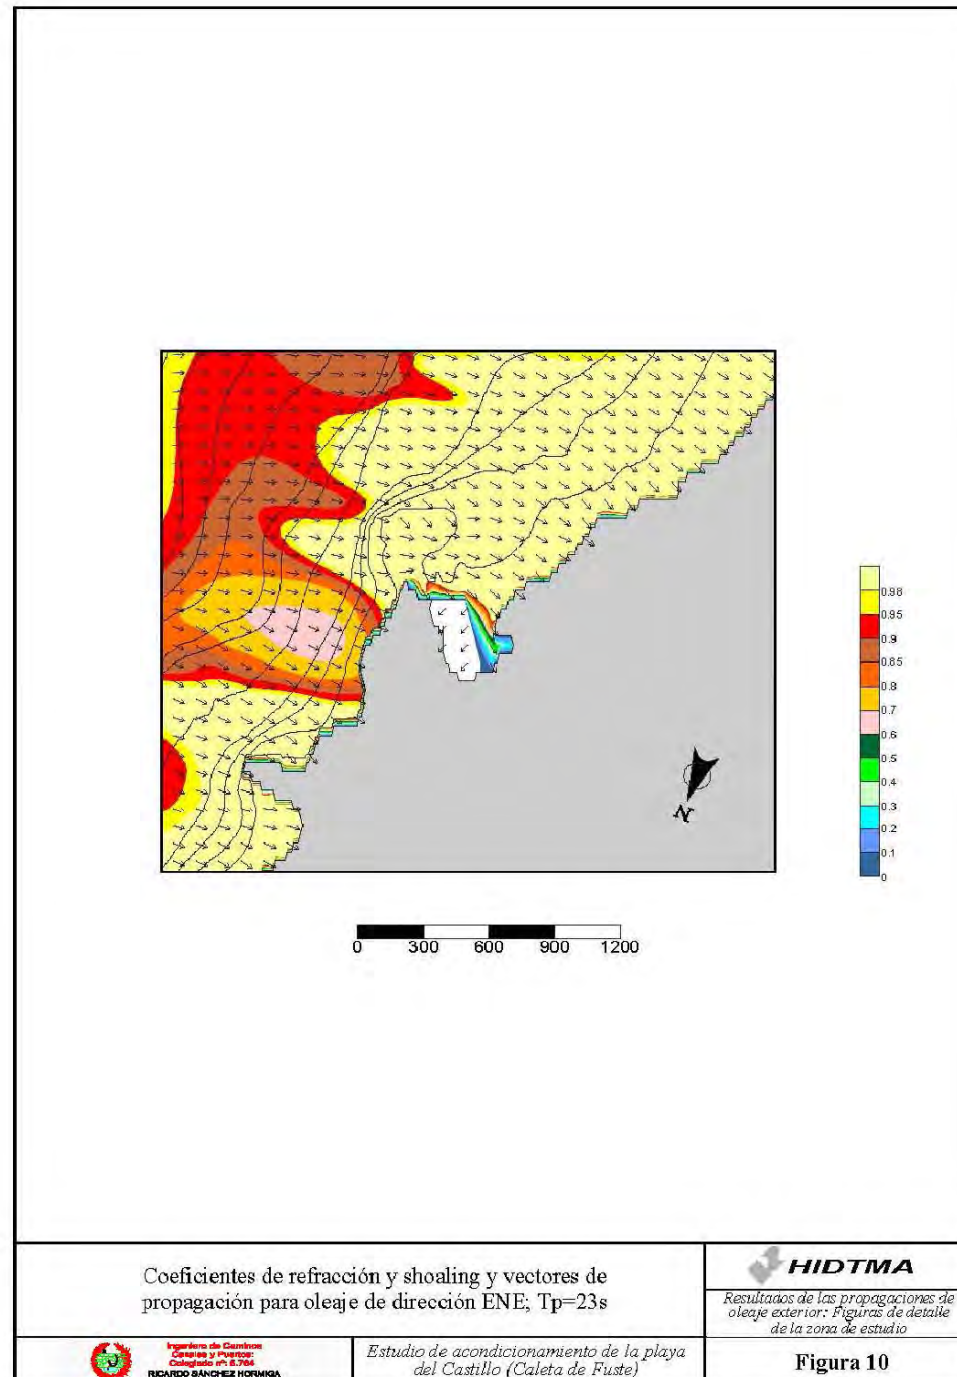 0.98
0.95
0.9
0.85
0.8
0.7
0.6
0.5
0.4
0.3
0.2
0.1
0
N
0 300 600 900 1200
Coeficientes de refracción y shoaling y vectores de
propagación para oleaje de dirección ENE; Tp=23s
HIDTMA
Resultados de las propagaciones de
oleaje exterior: Figuras de detalle
de la zona de estudio
Ingeniero de Caminos
Canales y Puertos:
Colegiado nº: 5.764
RICARDO SÁNCHEZ HORMIGA
Estudio de acondicionamiento de la playa
del Castillo (Caleta de Fuste)
Figura 10